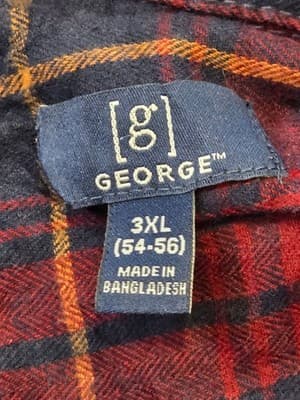 [g]
GEORGE™
3XL
(54-56)
MADE IN
BANGLADESH